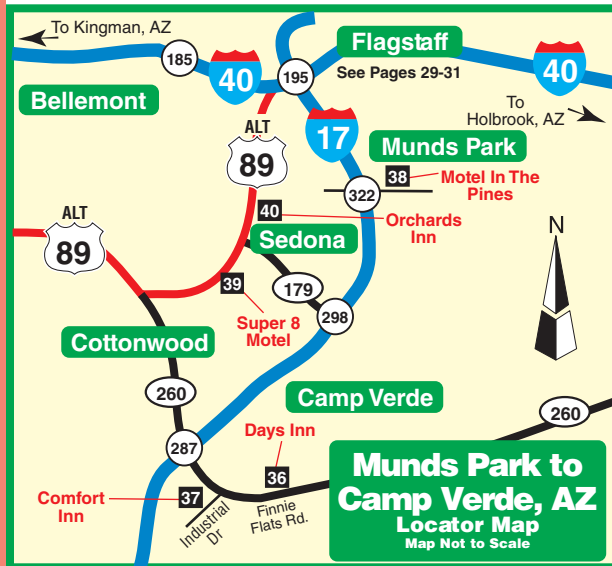 To Kingman, AZ
185
40
195
Flagstaff
See Pages 29-31
40
Bellemont
To
Holbrook, AZ
ALT
89
17
Munds Park
38
Motel In The
Pines
322
ALT
89
40
Orchards
Inn
Sedona
N
39
179
Super 8
Motel
298
Cottonwood
260
Camp Verde
260
Days Inn
287
36
Comfort
Inn
37
Industrial
Dr
Finnie
Flats Rd.
Munds Park to
Camp Verde, AZ
Locator Map
Map Not to Scale